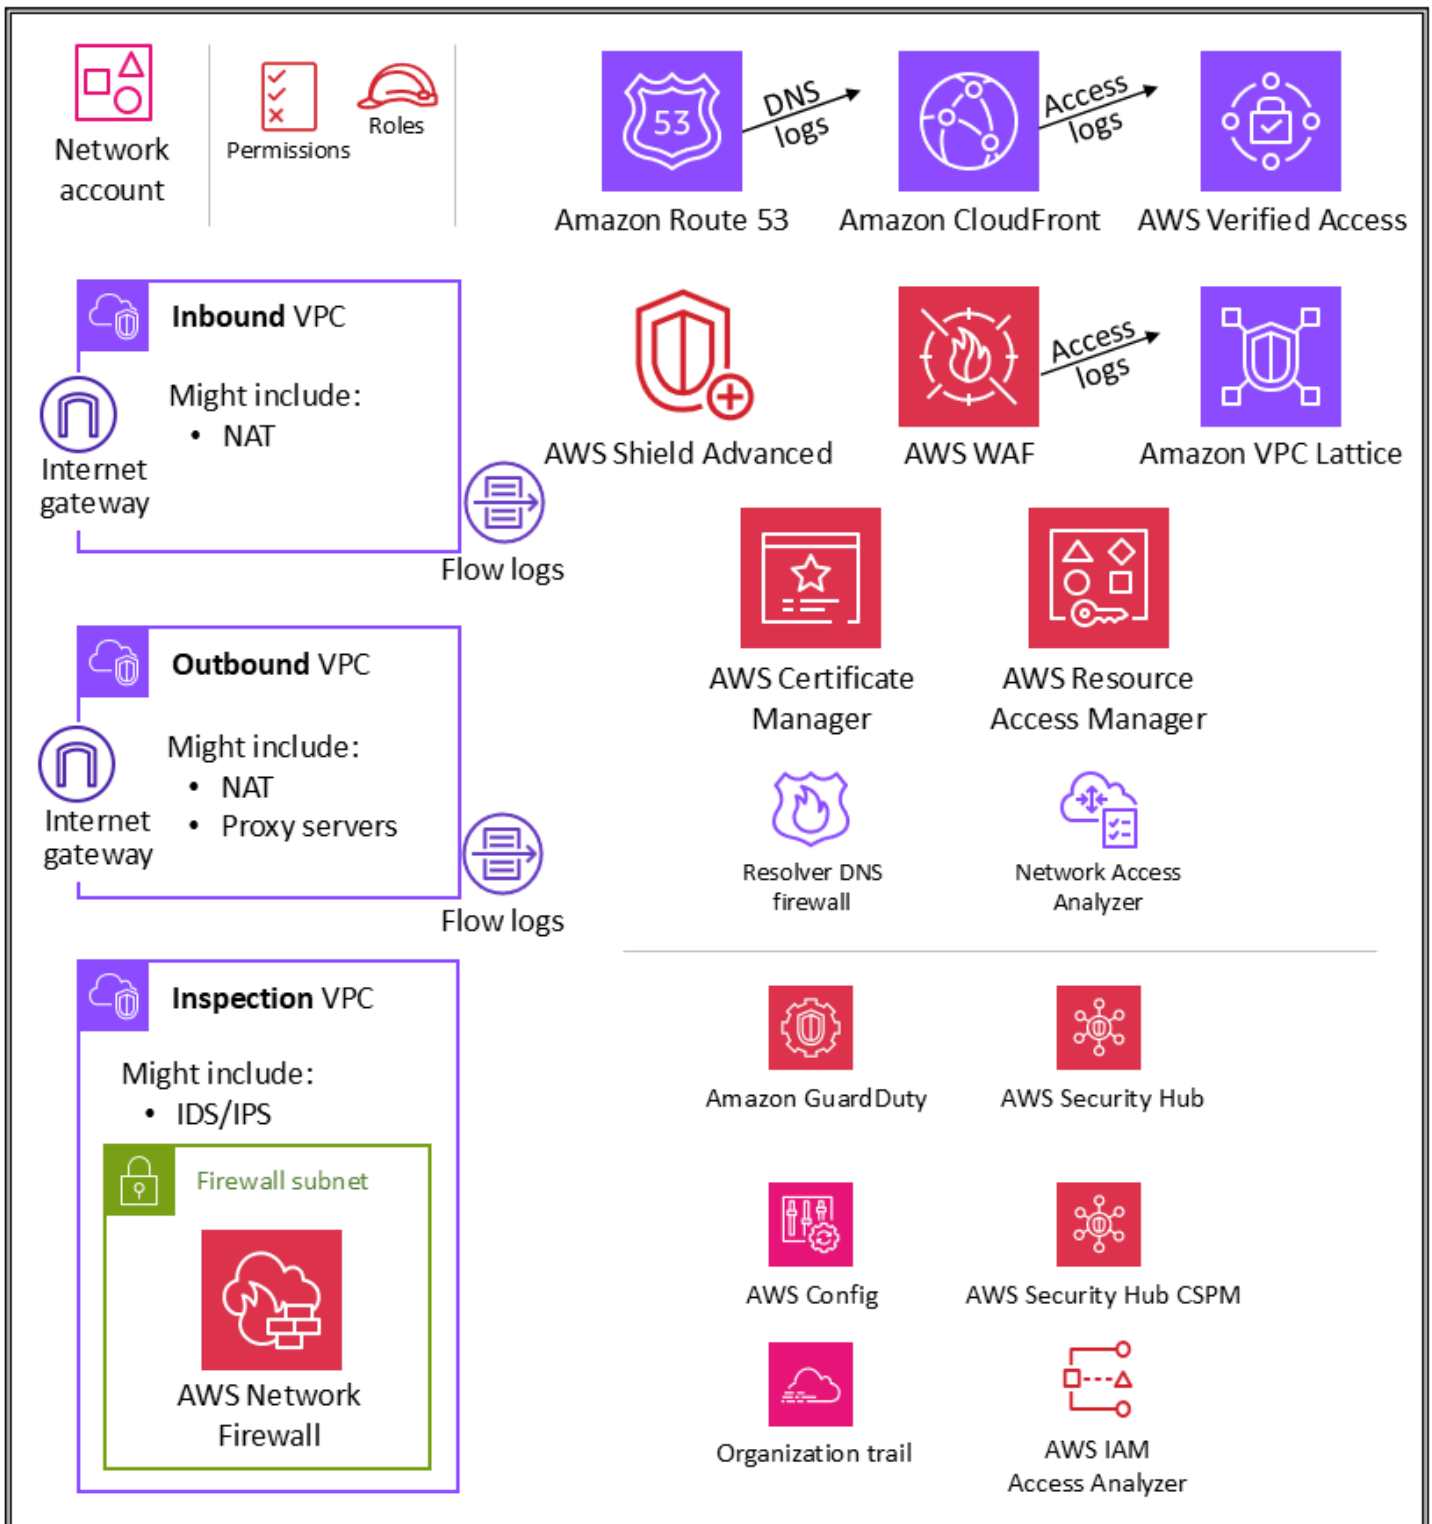 Network
account
Permissions
Roles
53
DNS
logs
Access
logs
Amazon Route 53
Amazon CloudFront
AWS Verified Access
Inbound VPC
Might include:
• NAT
Internet
gateway
Flow logs
AWS Shield Advanced
AWS WAF
Access
logs
Amazon VPC Lattice
AWS Certificate
Manager
AWS Resource
Access Manager
Outbound VPC
Might include:
• NAT
• Proxy servers
Internet
gateway
Flow logs
Resolver DNS
firewall
Network Access
Analyzer
Inspection VPC
Might include:
• IDS/IPS
Firewall subnet
AWS Network
Firewall
Amazon GuardDuty
AWS Security Hub
AWS Config
AWS Security Hub CSPM
Organization trail
AWS IAM
Access Analyzer